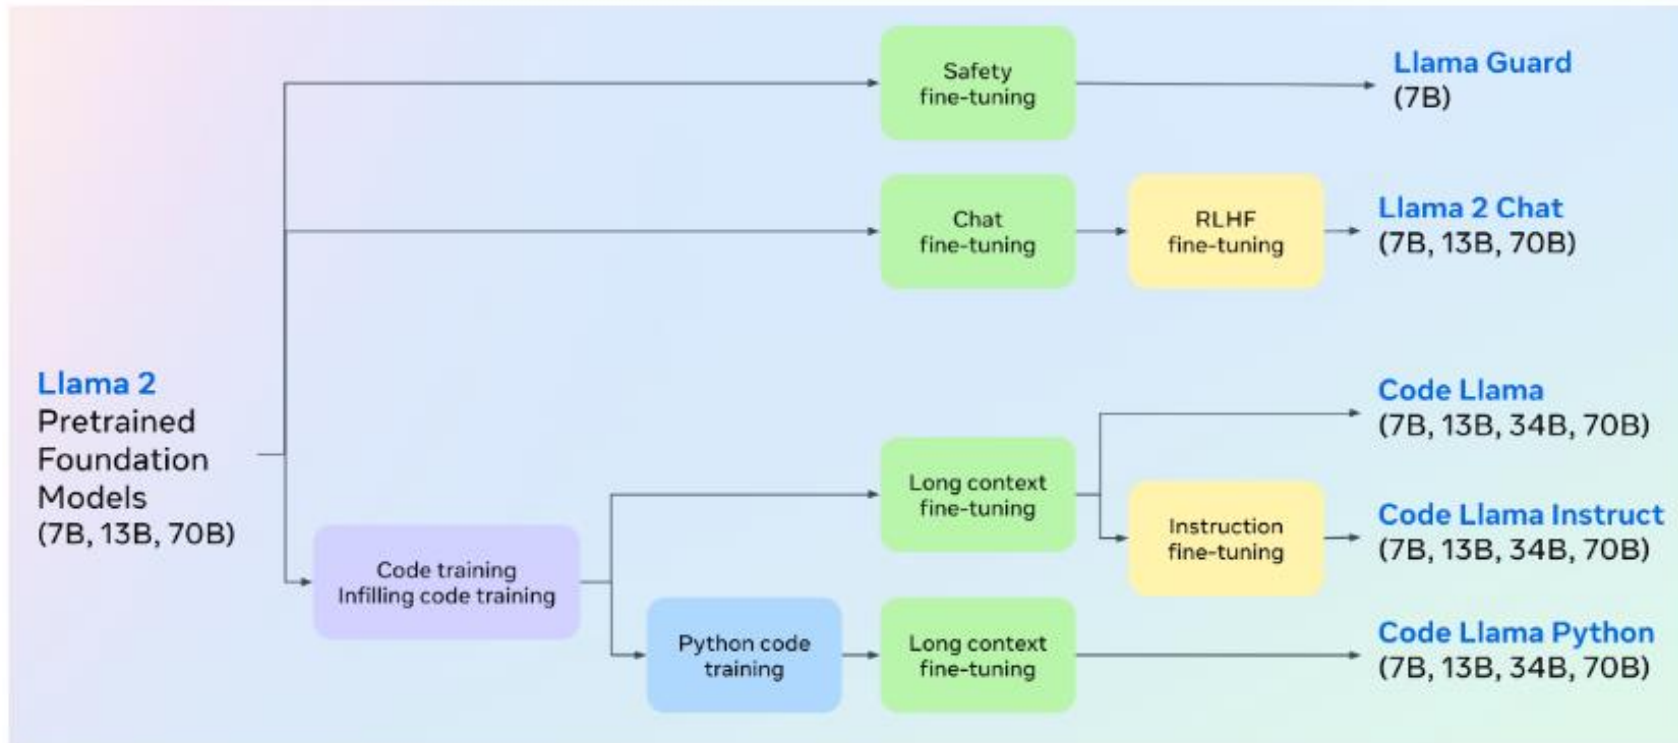 Safety
fine-tuning
Llama Guard
(7B)
Chat
fine-tuning
RLHF
fine-tuning
Llama 2 Chat
(7B, 13B, 70B)
Llama 2
Pretrained
Foundation
Models
(7B, 13B, 70B)
Code training
Infilling code training
Long context
fine-tuning
Code Llama
(7B, 13B, 34B, 70B)
Instruction
fine-tuning
Code Llama Instruct
(7B, 13B, 34B, 70B)
Python code
training
Long context
fine-tuning
Code Llama Python
(7B, 13B, 34B, 70B)